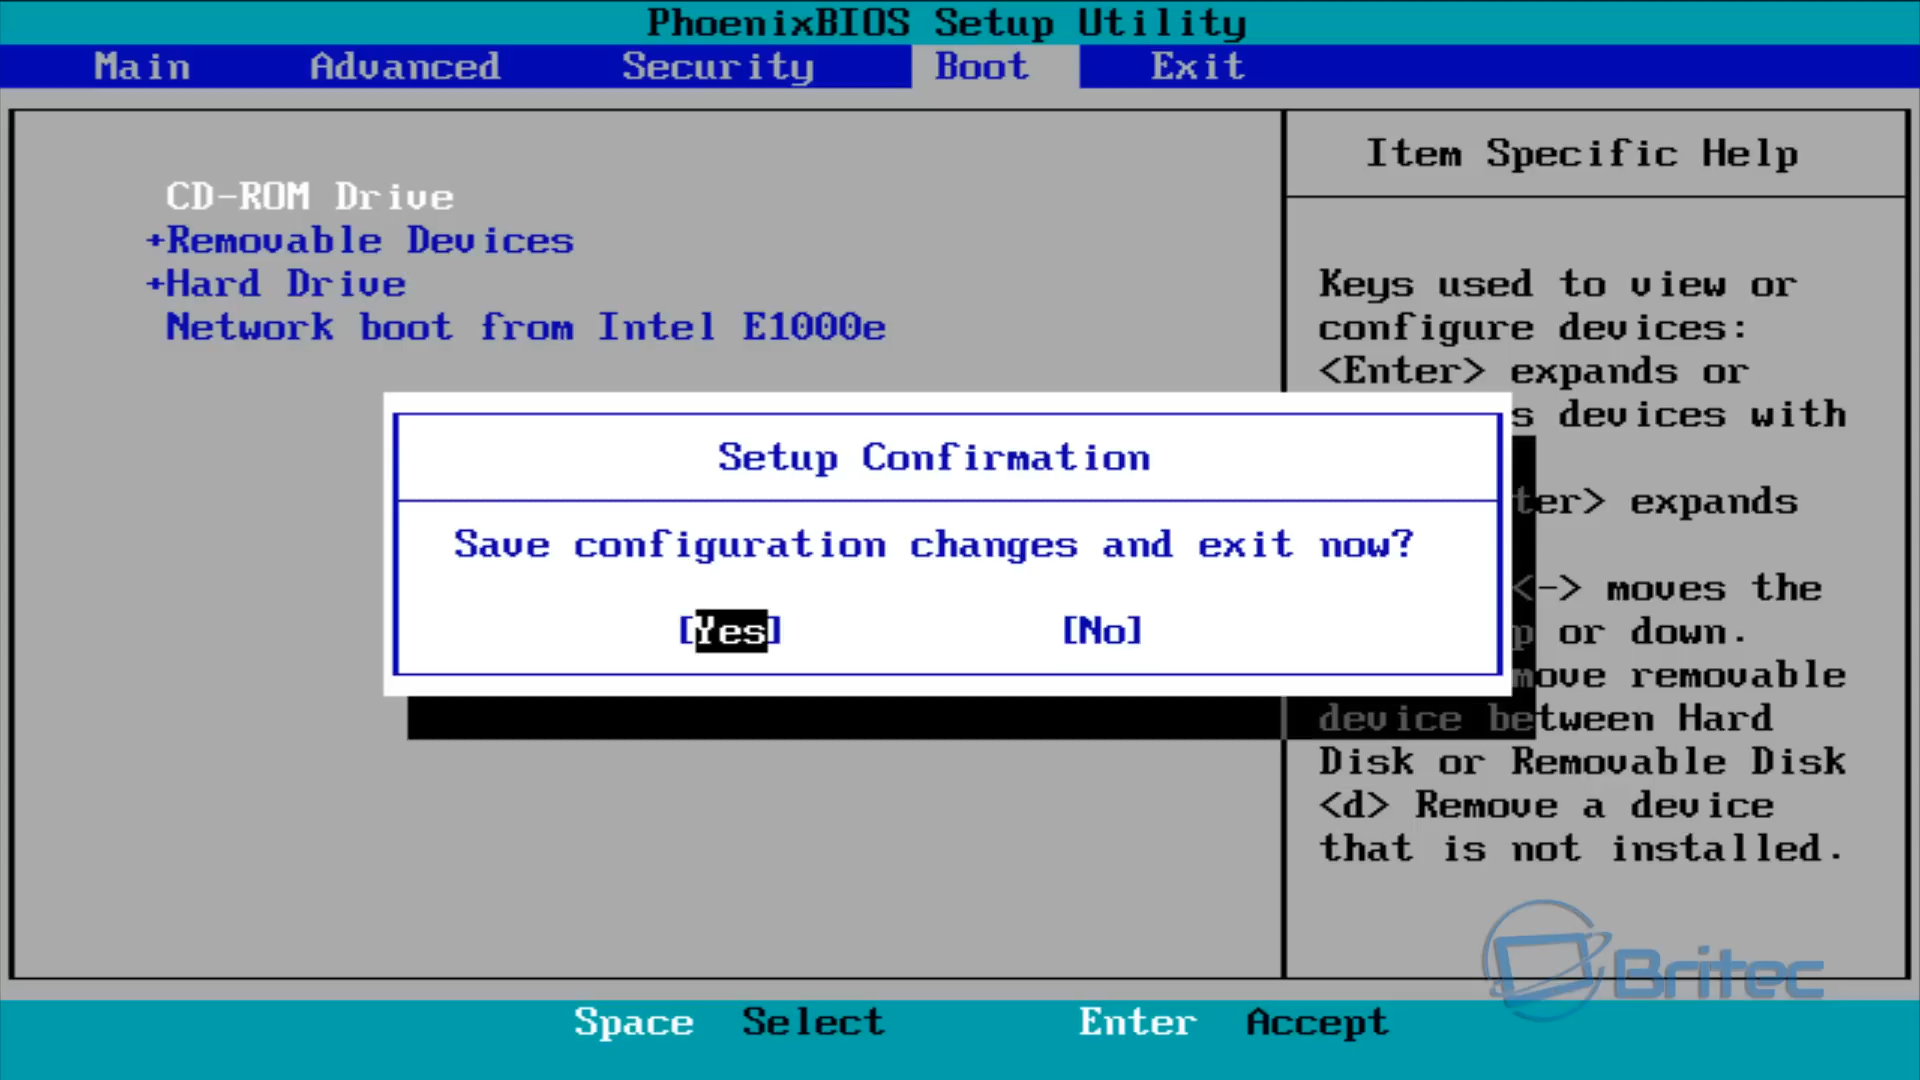 PhoenixBIOS Setup Utility
Main Advanced Security Boot Exit
CD-ROM Drive
+Removable Devices
+Hard Drive
Network boot from Intel E1000e
Item Specific Help
Keys used to view or
configure devices:
<Enter> expands or
s devices with
ter> expands
<-> moves the
p or down.
move removable
device between Hard
Disk or Removable Disk
<d> Remove a device
that is not installed.
Setup Confirmation
Save configuration changes and exit now?
[Yes] [No]
Space Select Enter Accept
Britec